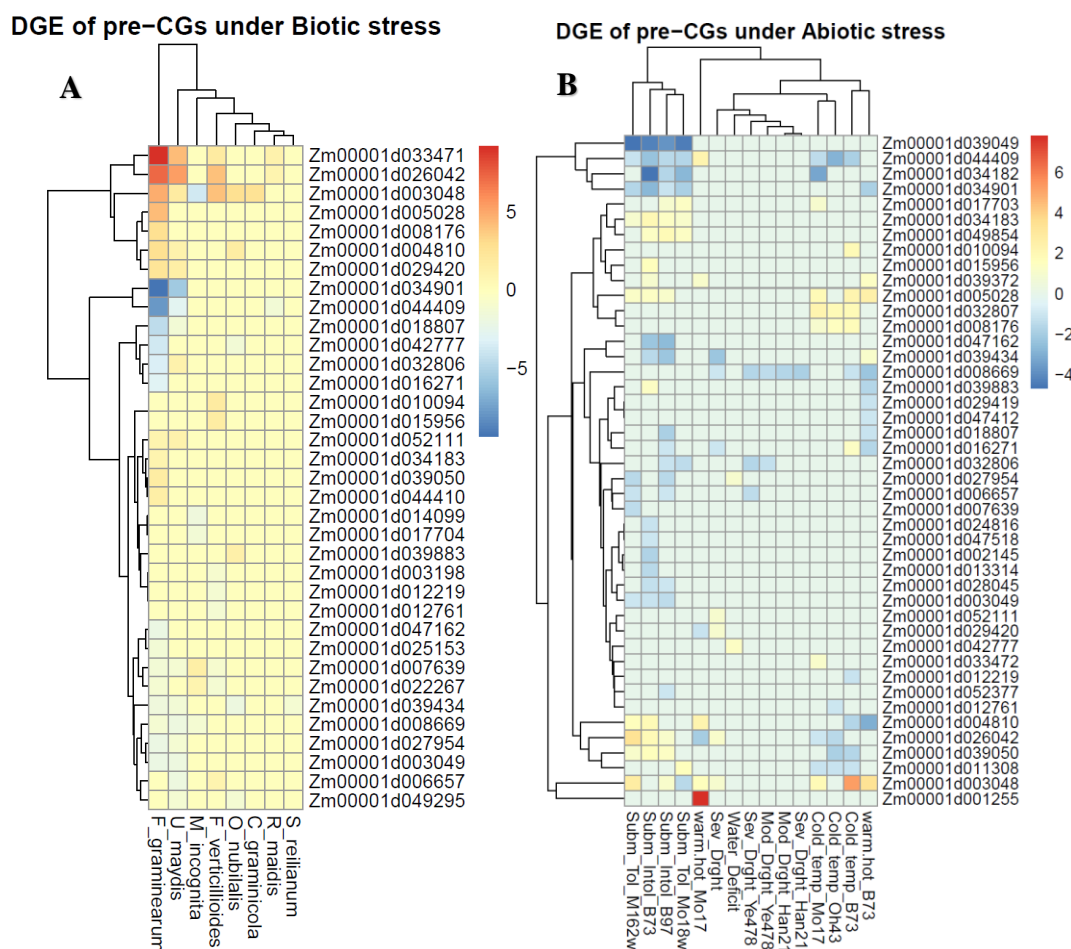 DGE of pre-CGs under Biotic stress
A
Zm00001d033471
Zm00001d026042
Zm00001d003048
Zm00001d005028
Zm00001d008176
Zm00001d004810
Zm00001d029420
Zm00001d034901
Zm00001d044409
Zm00001d018807
Zm00001d042777
Zm00001d032806
Zm00001d016271
Zm00001d010094
Zm00001d015956
Zm00001d052111
Zm00001d034183
Zm00001d039050
Zm00001d044410
Zm00001d014099
Zm00001d017704
Zm00001d039883
Zm00001d003198
Zm00001d012219
Zm00001d012761
Zm00001d047162
Zm00001d025153
Zm00001d007639
Zm00001d022267
Zm00001d039434
Zm00001d008669
Zm00001d027954
Zm00001d003049
Zm00001d006657
Zm00001d049295
5
0
−5
F_graminearum
U_maydis
M_incognita
F_verticillioides
O_nubilalis
C_graminicola
R_maidis
S_reilianum
DGE of pre-CGs under Abiotic stress
B
Zm00001d039049
Zm00001d044409
Zm00001d034182
Zm00001d034901
Zm00001d017703
Zm00001d034183
Zm00001d049854
Zm00001d010094
Zm00001d015956
Zm00001d039372
Zm00001d005028
Zm00001d032807
Zm00001d008176
Zm00001d047162
Zm00001d039434
Zm00001d008669
Zm00001d039883
Zm00001d029419
Zm00001d047412
Zm00001d018807
Zm00001d016271
Zm00001d032806
Zm00001d027954
Zm00001d006657
Zm00001d007639
Zm00001d024816
Zm00001d047518
Zm00001d002145
Zm00001d013314
Zm00001d028045
Zm00001d003049
Zm00001d052111
Zm00001d029420
Zm00001d042777
Zm00001d033472
Zm00001d012219
Zm00001d052377
Zm00001d012761
Zm00001d004810
Zm00001d026042
Zm00001d039050
Zm00001d011308
Zm00001d003048
Zm00001d001255
6
4
2
0
−2
−4
Subm_Tol_M162w
Subm_Intol_B73
Subm_Intol_B97
Subm_Tol_Mo18w
warm.hot_Mo17
Sev_Drght
Water_Deficit
Sev_Drght_Ye478
Mod_Drght_Ye478
Mod_Drght_Han21
Sev_Drght_Han21
Cold_temp_Mo17
Cold_temp_Oh43
Cold_temp_B73
warm.hot_B73